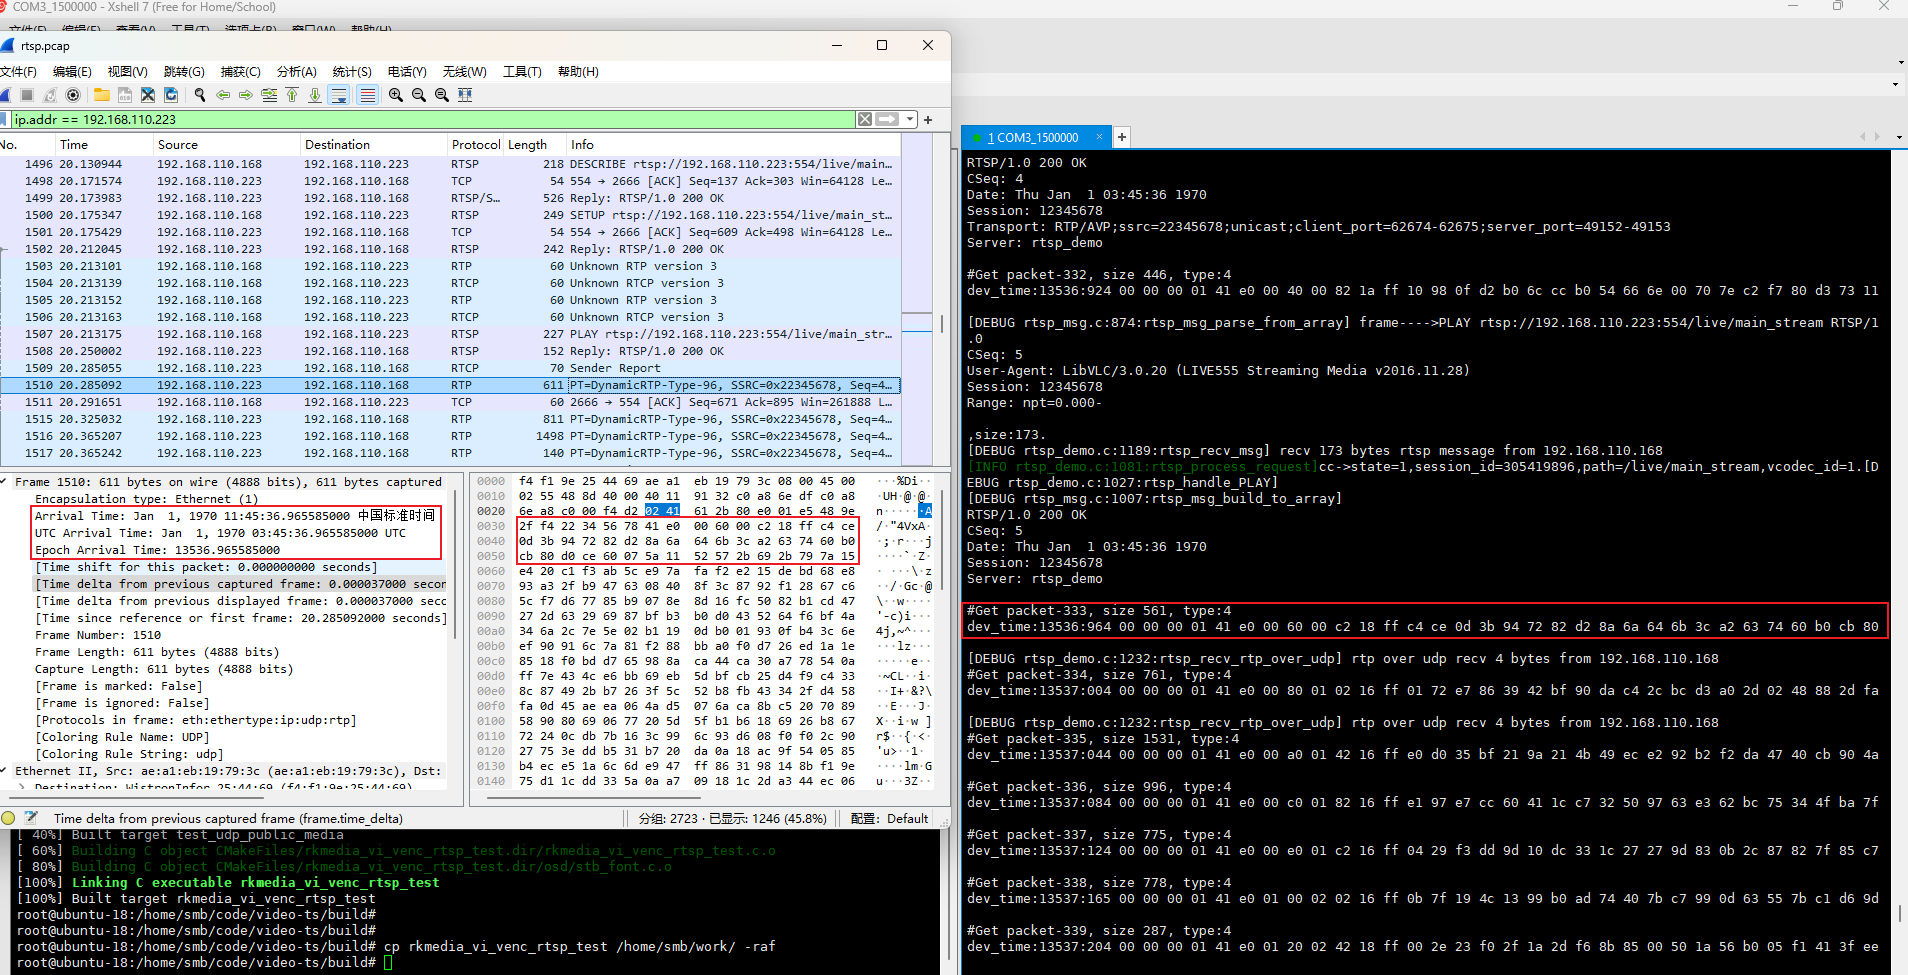 COM3_1500000 - Xshell 7 (Free for Home/School)
rtsp.pcap
文件(F) 编辑(E) 视图(V) 跳转(G) 捕获(C) 分析(A) 统计(S) 电话(Y) 无线(W) 工具(T) 帮助(H)
ip.addr == 192.168.110.223
No. Time Source Destination Protocol Length Info
1496 20.130944 192.168.110.168 192.168.110.223 RTSP 218 DESCRIBE rtsp://192.168.110.223:554/live/main…
1498 20.171574 192.168.110.223 192.168.110.168 TCP 54 554 → 2666 [ACK] Seq=137 Ack=303 Win=64128 Le…
1499 20.173983 192.168.110.223 192.168.110.168 RTSP/S… 526 Reply: RTSP/1.0 200 OK
1500 20.175347 192.168.110.168 192.168.110.223 RTSP 249 SETUP rtsp://192.168.110.223:554/live/main_st…
1501 20.175429 192.168.110.223 192.168.110.168 TCP 54 554 → 2666 [ACK] Seq=609 Ack=498 Win=64128 Le…
1502 20.212045 192.168.110.223 192.168.110.168 RTSP 242 Reply: RTSP/1.0 200 OK
1503 20.213101 192.168.110.168 192.168.110.223 RTP 60 Unknown RTP version 3
1504 20.213139 192.168.110.168 192.168.110.223 RTCP 60 Unknown RTCP version 3
1505 20.213152 192.168.110.168 192.168.110.223 RTP 60 Unknown RTP version 3
1506 20.213163 192.168.110.168 192.168.110.223 RTCP 60 Unknown RTCP version 3
1507 20.213175 192.168.110.168 192.168.110.223 RTSP 227 PLAY rtsp://192.168.110.223:554/live/main_str…
1508 20.250002 192.168.110.223 192.168.110.168 RTSP 152 Reply: RTSP/1.0 200 OK
1509 20.285055 192.168.110.223 192.168.110.168 RTCP 70 Sender Report
1510 20.285092 192.168.110.223 192.168.110.168 RTP 611 PT=DynamicRTP-Type-96, SSRC=0x22345678, Seq=4…
1511 20.291651 192.168.110.168 192.168.110.223 TCP 60 2666 → 554 [ACK] Seq=671 Ack=895 Win=261888 L…
1515 20.325032 192.168.110.223 192.168.110.168 RTP 811 PT=DynamicRTP-Type-96, SSRC=0x22345678, Seq=4…
1516 20.365207 192.168.110.223 192.168.110.168 RTP 1498 PT=DynamicRTP-Type-96, SSRC=0x22345678, Seq=4…
1517 20.365242 192.168.110.223 192.168.110.168 RTP 140 PT=DynamicRTP-Type-96, SSRC=0x22345678, Seq=4…
Frame 1510: 611 bytes on wire (4888 bits), 611 bytes captured
Encapsulation type: Ethernet (1)
Arrival Time: Jan 1, 1970 11:45:36.965585000 中国标准时间
UTC Arrival Time: Jan 1, 1970 03:45:36.965585000 UTC
Epoch Arrival Time: 13536.965585000
[Time shift for this packet: 0.000000000 seconds]
[Time delta from previous captured frame: 0.000037000 secon
[Time delta from previous displayed frame: 0.000037000 secc
[Time since reference or first frame: 20.285092000 seconds]
Frame Number: 1510
Frame Length: 611 bytes (4888 bits)
Capture Length: 611 bytes (4888 bits)
[Frame is marked: False]
[Frame is ignored: False]
[Protocols in frame: eth:ethertype:ip:udp:rtp]
[Coloring Rule Name: UDP]
[Coloring Rule String: udp]
Ethernet II, Src: ae:a1:eb:19:79:3c (ae:a1:eb:19:79:3c), Dst:
Destination: WistronInfor_25:44:69 (f4:f1:9e:25:44:69)
0000 f4 f1 9e 25 44 69 ae a1 eb 19 79 3c 08 00 45 00
0010 02 55 48 8d 40 00 40 11 91 32 c0 a8 6e df c0 a8
0020 6e a8 c0 00 f4 d2 02 41 61 2b 80 e0 01 e5 48 9e
0030 2f f4 22 34 56 78 41 e0 00 60 00 c2 18 ff c4 ce
0040 0d 3b 94 72 82 d2 8a 6a 64 6b 3c a2 63 74 60 b0
0050 cb 80 d0 ce 60 07 5a 11 52 57 2b 69 2b 79 7a 15
0060 e4 20 c1 f3 ab 5c e9 7a fa f2 e2 15 de bd 68 e8
0070 93 a3 2f b9 47 63 08 40 8f 3c 87 92 f1 28 67 c6
0080 5c f7 d6 77 85 b9 07 8e 8d 16 fc 50 82 b1 cd 47
0090 27 2d 63 29 69 87 bf b3 b0 d0 43 52 64 f6 bf 4a
00a0 34 6a 2c 7e 5e 02 b1 19 0d b0 01 93 0f b4 3c 6e
00b0 ef 90 91 6c 7a 81 f2 88 bb a0 f0 d7 26 ed 1a 1e
00c0 85 18 f0 bd d7 65 98 8a ca 44 ca 30 a7 78 54 0a
00d0 ff 7e 43 4c e6 bb 69 eb 5d bf cb 25 d4 f9 c4 33
00e0 8c 87 49 2b b7 26 3f 5c 52 b8 fb 43 34 2f d4 58
00f0 fa 0d 45 ae ea 06 4a d5 07 6a ca 8b c5 20 70 89
0100 58 90 80 69 06 77 20 5d 5f b1 b6 18 69 26 b8 67
0110 72 24 0c db 7b 16 3c 99 6c 93 d6 08 f0 f0 2c 90
0120 27 75 3e dd b5 31 b7 20 da 0a 18 ac 9f 54 05 85
0130 b4 ec e5 1a 6c 6d e9 47 ff 86 31 98 14 8b f1 9e
0140 75 d1 1c dd 33 5a 0a a7 09 18 1c 2d a3 44 ec 06
Time delta from previous captured frame (frame.time_delta) 分组: 2723 · 已显示: 1246 (45.8%) 配置: Default
[ 40%] Built target test_udp_public_media
[ 60%] Building C object CMakeFiles/rkmedia_vi_venc_rtsp_test.dir/rkmedia_vi_venc_rtsp_test.c.o
[ 80%] Building C object CMakeFiles/rkmedia_vi_venc_rtsp_test.dir/osd/stb_font.c.o
[100%] Linking C executable rkmedia_vi_venc_rtsp_test
[100%] Built target rkmedia_vi_venc_rtsp_test
root@ubuntu-18:/home/smb/code/video-ts/build#
root@ubuntu-18:/home/smb/code/video-ts/build#
root@ubuntu-18:/home/smb/code/video-ts/build# cp rkmedia_vi_venc_rtsp_test /home/smb/work/ -raf
root@ubuntu-18:/home/smb/code/video-ts/build#
1 COM3_1500000
RTSP/1.0 200 OK
CSeq: 4
Date: Thu Jan 1 03:45:36 1970
Session: 12345678
Transport: RTP/AVP;ssrc=22345678;unicast;client_port=62674-62675;server_port=49152-49153
Server: rtsp_demo
#Get packet-332, size 446, type:4
dev_time:13536:924 00 00 00 01 41 e0 00 40 00 82 1a ff 10 98 0f d2 b0 6c cc b0 54 66 6e 00 70 7e c2 f7 80 d3 73 11
[DEBUG rtsp_msg.c:874:rtsp_msg_parse_from_array] frame---->PLAY rtsp://192.168.110.223:554/live/main_stream RTSP/1
.0
CSeq: 5
User-Agent: LibVLC/3.0.20 (LIVE555 Streaming Media v2016.11.28)
Session: 12345678
Range: npt=0.000-
,size:173.
[DEBUG rtsp_demo.c:1189:rtsp_recv_msg] recv 173 bytes rtsp message from 192.168.110.168
[INFO rtsp_demo.c:1081:rtsp_process_request]cc->state=1,session_id=305419896,path=/live/main_stream,vcodec_id=1.[D
EBUG rtsp_demo.c:1027:rtsp_handle_PLAY]
[DEBUG rtsp_msg.c:1007:rtsp_msg_build_to_array]
RTSP/1.0 200 OK
CSeq: 5
Date: Thu Jan 1 03:45:36 1970
Session: 12345678
Server: rtsp_demo
#Get packet-333, size 561, type:4
dev_time:13536:964 00 00 00 01 41 e0 00 60 00 c2 18 ff c4 ce 0d 3b 94 72 82 d2 8a 6a 64 6b 3c a2 63 74 60 b0 cb 80
[DEBUG rtsp_demo.c:1232:rtsp_recv_rtp_over_udp] rtp over udp recv 4 bytes from 192.168.110.168
#Get packet-334, size 761, type:4
dev_time:13537:004 00 00 00 01 41 e0 00 80 01 02 16 ff 01 72 e7 86 39 42 bf 90 da c4 2c bc d3 a0 2d 02 48 88 2d fa
[DEBUG rtsp_demo.c:1232:rtsp_recv_rtp_over_udp] rtp over udp recv 4 bytes from 192.168.110.168
#Get packet-335, size 1531, type:4
dev_time:13537:044 00 00 00 01 41 e0 00 a0 01 42 16 ff e0 d0 35 bf 21 9a 21 4b 49 ec e2 92 b2 f2 da 47 40 cb 90 4a
#Get packet-336, size 996, type:4
dev_time:13537:084 00 00 00 01 41 e0 00 c0 01 82 16 ff e1 97 e7 cc 60 41 1c c7 32 50 97 63 e3 62 bc 75 34 4f ba 7f
#Get packet-337, size 775, type:4
dev_time:13537:124 00 00 00 01 41 e0 00 e0 01 c2 16 ff 04 29 f3 dd 9d 10 dc 33 1c 27 27 9d 83 0b 2c 87 82 7f 85 c7
#Get packet-338, size 778, type:4
dev_time:13537:165 00 00 00 01 41 e0 01 00 02 02 16 ff 0b 7f 19 4c 13 99 b0 ad 74 40 7b c7 99 0d 63 55 7b c1 d6 9d
#Get packet-339, size 287, type:4
dev_time:13537:204 00 00 00 01 41 e0 01 20 02 42 18 ff 00 2e 23 f0 2f 1a 2d f6 8b 85 00 50 1a 56 b0 05 f1 41 3f ee